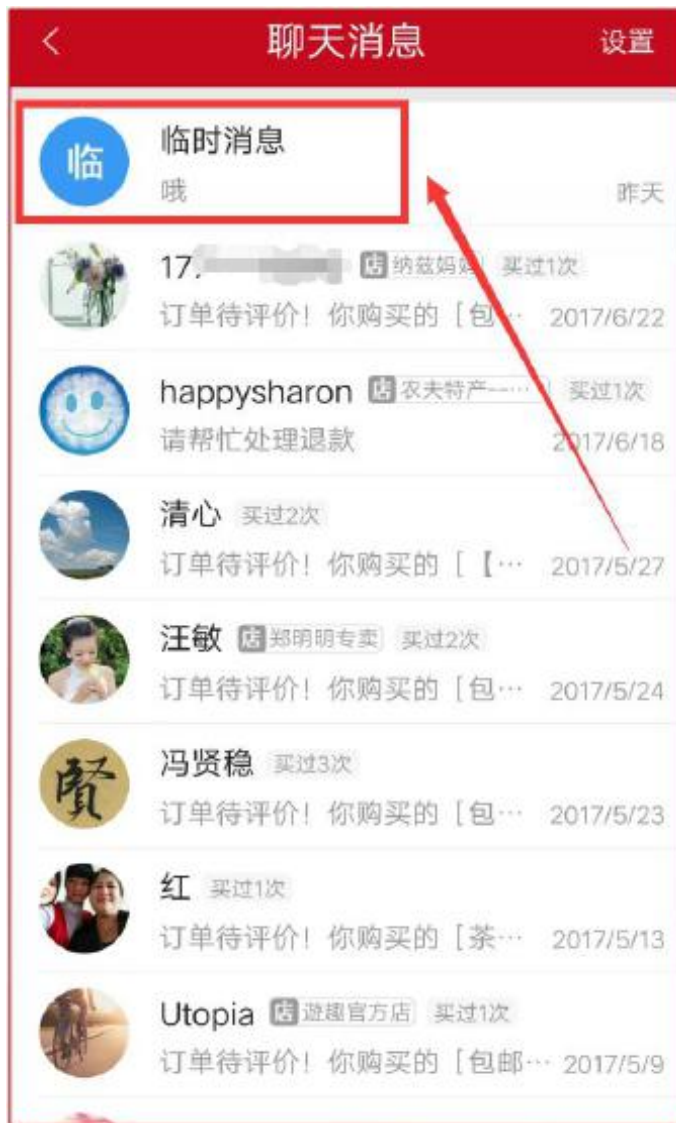 聊天消息 设置
临 临时消息
哦 昨天
17. 店 纳兹妈妈 买过1次
订单待评价！你购买的［包… 2017/6/22
happysharon 店 农夫特产一… 买过1次
请帮忙处理退款 2017/6/18
清心 买过2次
订单待评价！你购买的［【… 2017/5/27
汪敏 店 郑明明专卖 买过2次
订单待评价！你购买的［包… 2017/5/24
賢 冯贤稳 买过3次
订单待评价！你购买的［包… 2017/5/23
红 买过1次
订单待评价！你购买的［茶… 2017/5/13
Utopia 店 遊趣官方店 买过1次
订单待评价！你购买的［包邮… 2017/5/9